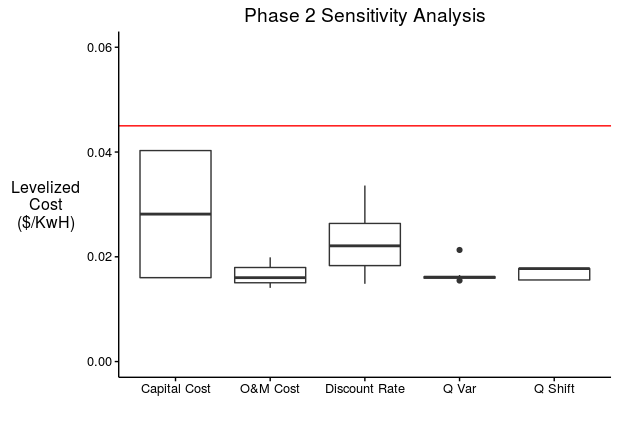 Phase 2 Sensitivity Analysis
0.06
0.04
Levelized
Cost
($/KwH)
0.02
0.00
Capital Cost O&M Cost Discount Rate Q Var Q Shift